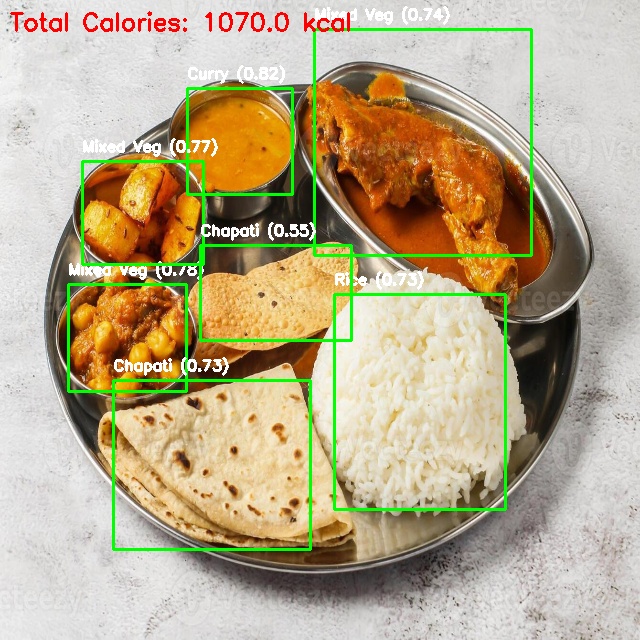 Total Calories: 1070.0 kcal
Mixed Veg (0.74)
Curry (0.82)
Mixed Veg (0.77)
Chapati (0.55)
Mixed Veg (0.78)
Rice (0.73)
Chapati (0.73)